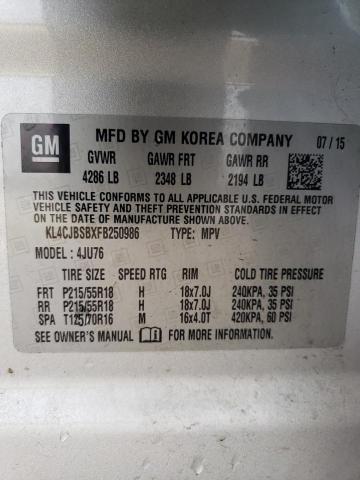 GM MFD BY GM KOREA COMPANY 07/15
GVWR GAWR FRT GAWR RR
4286 LB 2348 LB 2194 LB
THIS VEHICLE CONFORMS TO ALL APPLICABLE U.S. FEDERAL MOTOR
VEHICLE SAFETY, BUMPER, AND THEFT PREVENTION STANDARDS IN EFFECT
ON THE DATE OF MANUFACTURE SHOWN ABOVE.
KL4CJBSBXFB250986 TYPE: MPV
MODEL: 4JU76
TIRE SIZE SPEED RTG RIM COLD TIRE PRESSURE
FRT P215/55R18 H 18x7.0J 240KPA, 35 PSI
RR P215/55R18 H 18x7.0J 240KPA, 35 PSI
SPA T125/70R16 M 16x4.0T 420KPA, 60 PSI
SEE OWNER'S MANUAL FOR MORE INFORMATION